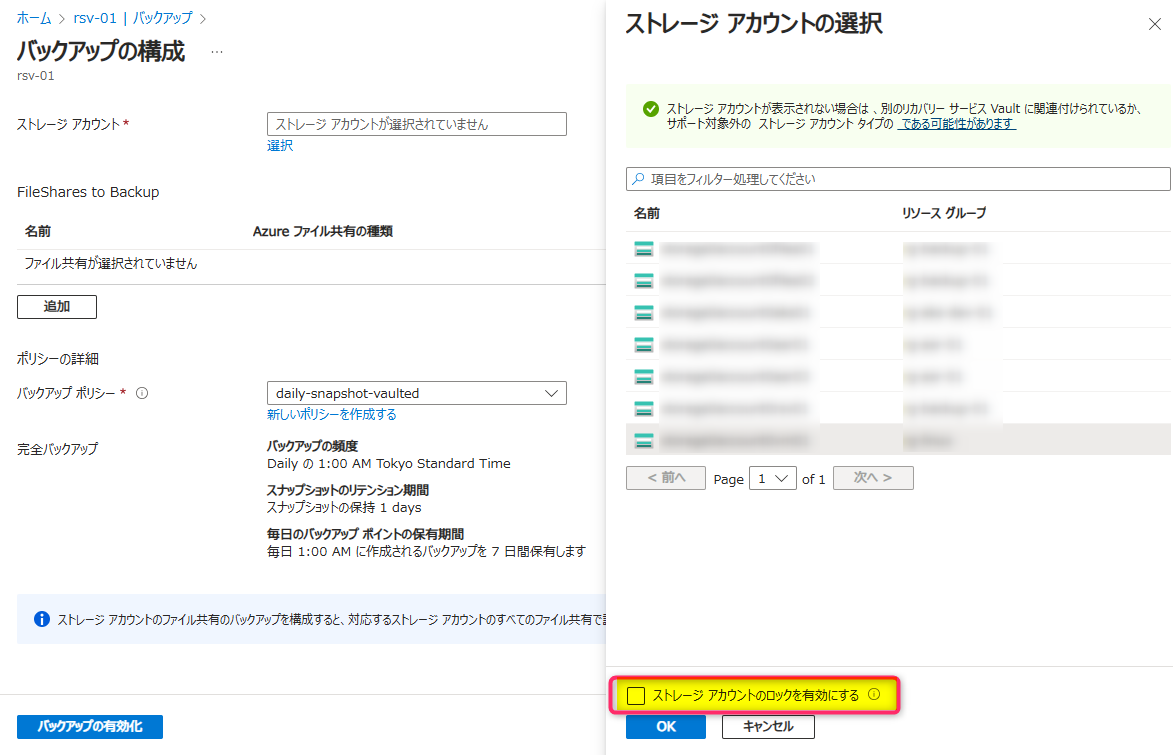 ホーム > rsv-01 | バックアップ >
バックアップの構成 …
rsv-01
ストレージ アカウント *
ストレージ アカウントが選択されていません
選択
FileShares to Backup
名前 Azure ファイル共有の種類
ファイル共有が選択されていません
追加
ポリシーの詳細
バックアップ ポリシー *
daily-snapshot-vaulted
新しいポリシーを作成する
完全バックアップ
バックアップの頻度
Daily の 1:00 AM Tokyo Standard Time
スナップショットのリテンション期間
スナップショットの保持 1 days
毎日のバックアップ ポイントの保有期間
毎日 1:00 AM に作成されるバックアップを 7 日間保有します
ストレージ アカウントのファイル共有のバックアップを構成すると、対応するストレージ アカウントのすべてのファイル共有で
バックアップの有効化
ストレージ アカウントの選択
ストレージ アカウントが表示されない場合は 、別のリカバリー サービス Vault に関連付けられているか、
サポート対象外の ストレージ アカウント タイプの である可能性があります
項目をフィルター処理してください
名前 リソース グループ
< 前へ Page 1 of 1 次へ >
ストレージ アカウントのロックを有効にする
OK キャンセル